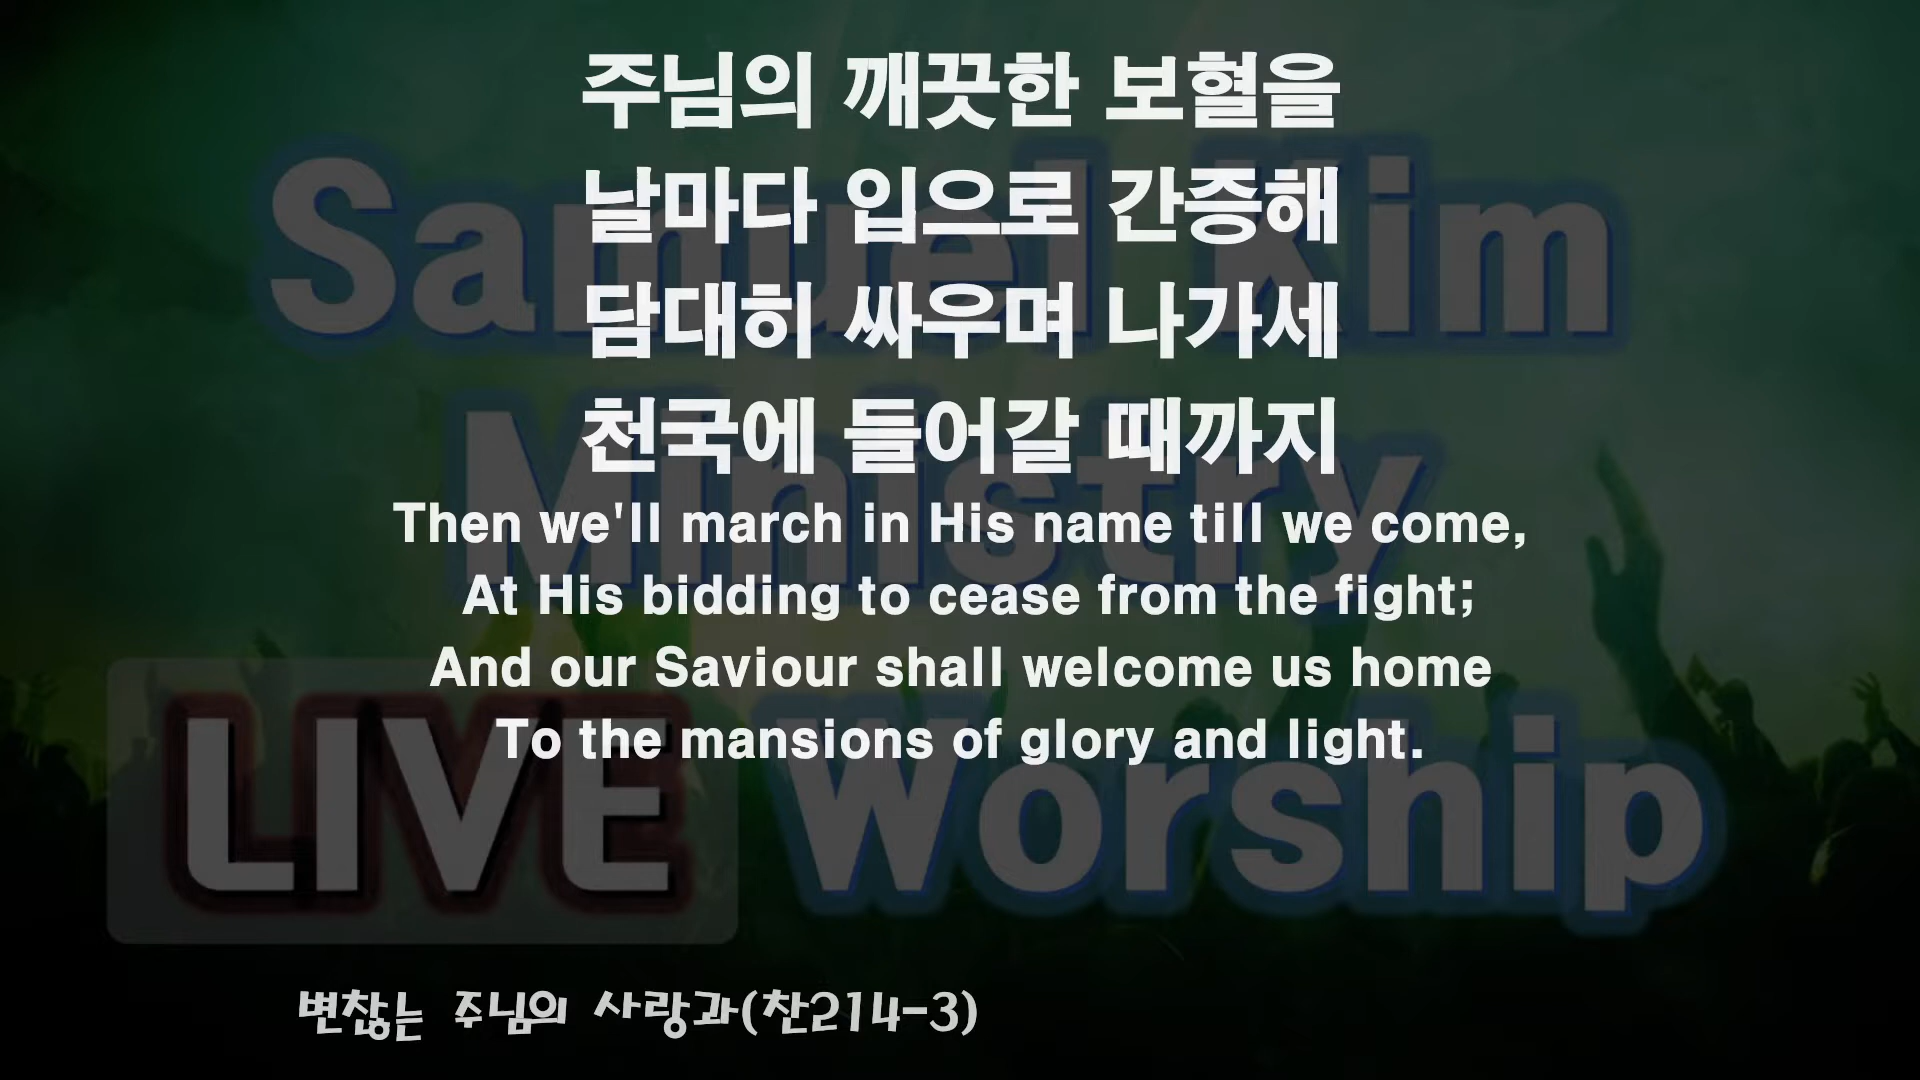 주님의 깨끗한 보혈을
날마다 입으로 간증해
담대히 싸우며 나가세
천국에 들어갈 때까지
Then we'll march in His name till we come,
At His bidding to cease from the fight;
And our Saviour shall welcome us home
To the mansions of glory and light.
Samuel Kim
Ministry
LIVE Worship
변찮는 주님의 사랑과(찬214-3)